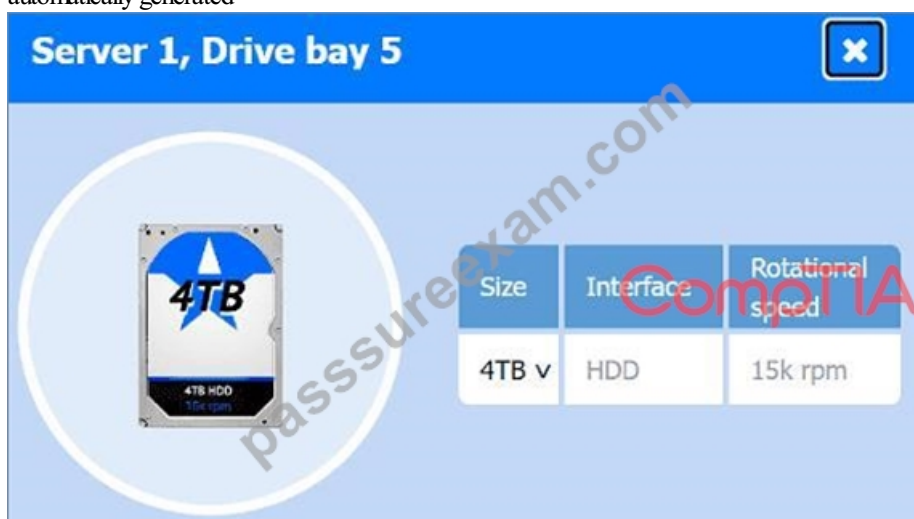 automatically generated
Server 1, Drive bay 5
×
4TB
4TB HDD
15k rpm
Size Interface Rotational speed
4TB v HDD 15k rpm
CompTIA
passsureexam.com